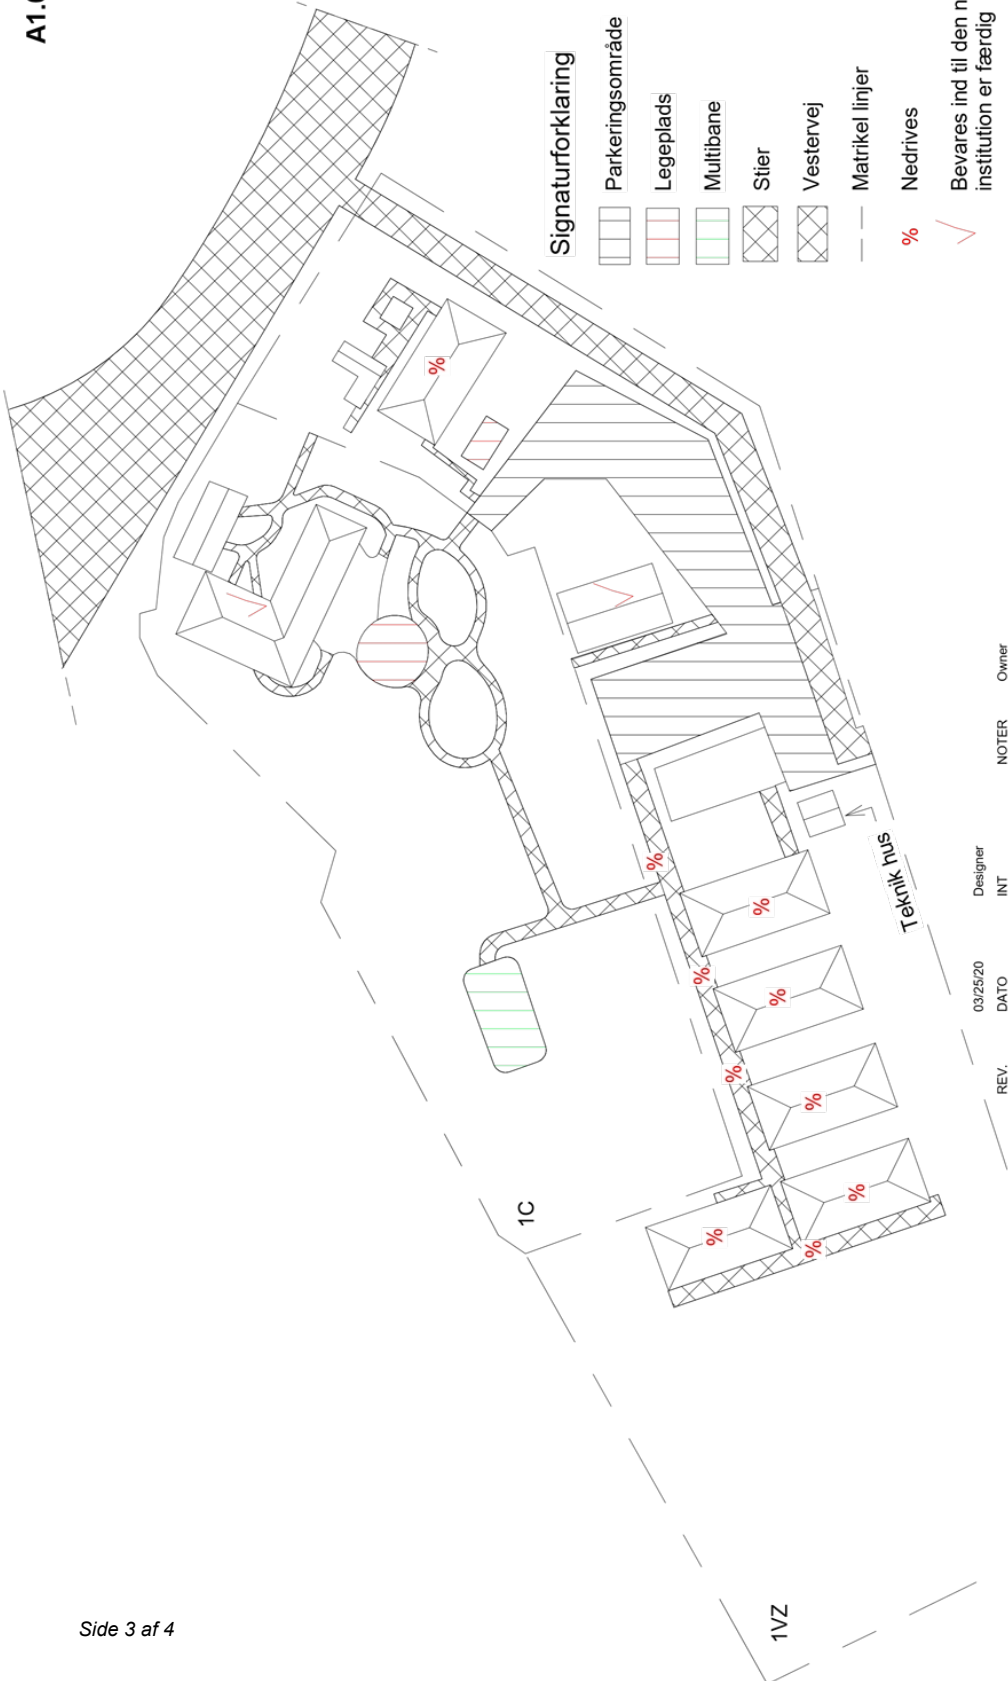 A1.
Signaturforklaring
Parkeringsområde
Legeplads
Multibane
Stier
Vestervej
Matrikel linjer
% Nedrives
Bevares ind til den n
institution er færdig
%
%
%
%
%
%
%
%
%
%
Teknik hus
1C
1VZ
03/25/20 Designer
REV. DATO INT NOTER Owner
Side 3 af 4